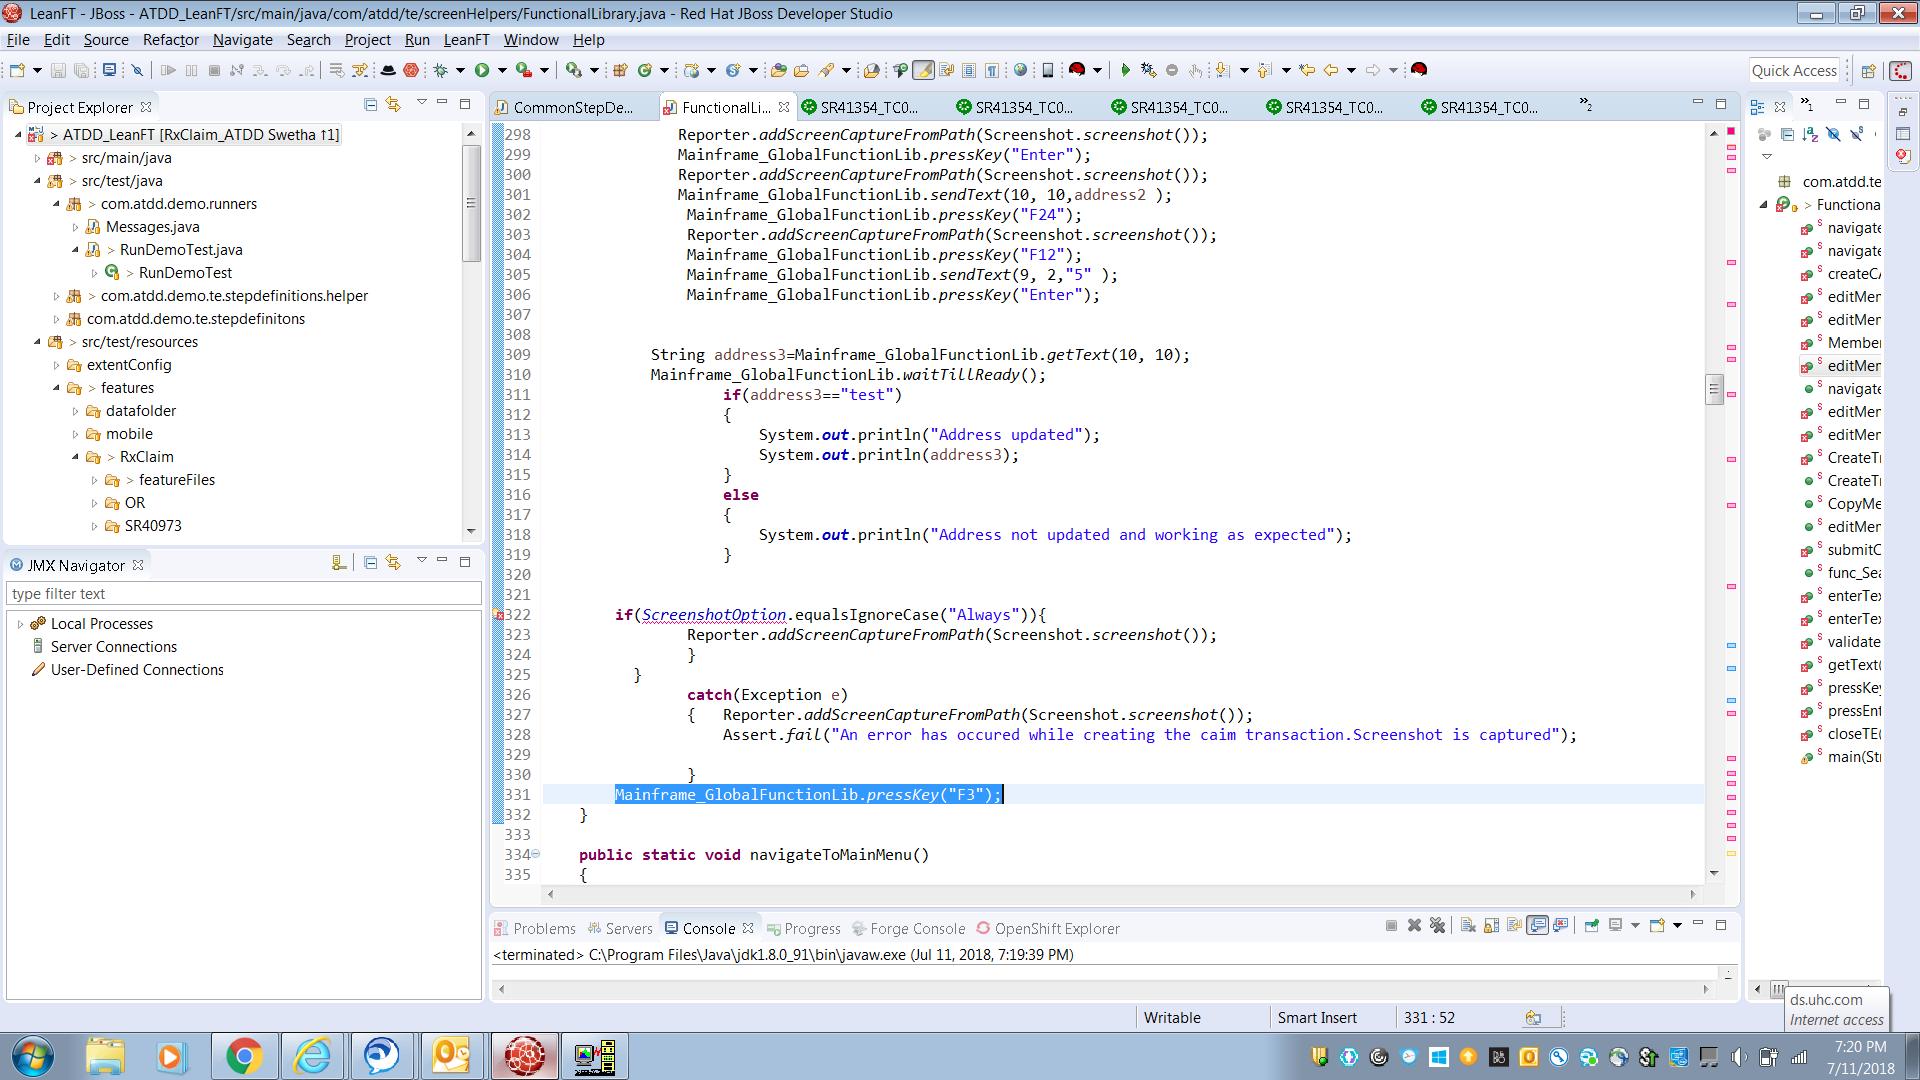 LeanFT - JBoss - ATDD_LeanFT/src/main/java/com/atdd/te/screenHelpers/FunctionalLibrary.java - Red Hat JBoss Developer Studio
File Edit Source Refactor Navigate Search Project Run LeanFT Window Help
Quick Access
Project Explorer
> ATDD_LeanFT [RxClaim_ATDD Swetha ↑1]
> src/main/java
> src/test/java
> com.atdd.demo.runners
Messages.java
> RunDemoTest.java
> RunDemoTest
> com.atdd.demo.te.stepdefinitions.helper
com.atdd.demo.te.stepdefinitons
> src/test/resources
extentConfig
> features
datafolder
mobile
> RxClaim
> featureFiles
OR
SR40973
JMX Navigator
type filter text
Local Processes
Server Connections
User-Defined Connections
CommonStepDe... FunctionalLi... SR41354_TC0... SR41354_TC0... SR41354_TC0... SR41354_TC0... SR41354_TC0... »2
298 Reporter.addScreenCaptureFromPath(Screenshot.screenshot());
299 Mainframe_GlobalFunctionLib.pressKey("Enter");
300 Reporter.addScreenCaptureFromPath(Screenshot.screenshot());
301 Mainframe_GlobalFunctionLib.sendText(10, 10,address2 );
302 Mainframe_GlobalFunctionLib.pressKey("F24");
303 Reporter.addScreenCaptureFromPath(Screenshot.screenshot());
304 Mainframe_GlobalFunctionLib.pressKey("F12");
305 Mainframe_GlobalFunctionLib.sendText(9, 2,"5" );
306 Mainframe_GlobalFunctionLib.pressKey("Enter");
307
308
309 String address3=Mainframe_GlobalFunctionLib.getText(10, 10);
310 Mainframe_GlobalFunctionLib.waitTillReady();
311 if(address3=="test")
312 {
313 System.out.println("Address updated");
314 System.out.println(address3);
315 }
316 else
317 {
318 System.out.println("Address not updated and working as expected");
319 }
320
321
322 if(ScreenshotOption.equalsIgnoreCase("Always")){
323 Reporter.addScreenCaptureFromPath(Screenshot.screenshot());
324 }
325 }
326 catch(Exception e)
327 { Reporter.addScreenCaptureFromPath(Screenshot.screenshot());
328 Assert.fail("An error has occured while creating the caim transaction.Screenshot is captured");
329
330 }
331 Mainframe_GlobalFunctionLib.pressKey("F3");
332 }
333
334 public static void navigateToMainMenu()
335 {
»1
com.atdd.te
> Functiona
navigate
navigate
createCA
editMer
editMer
Member
editMer
navigate
editMer
editMer
CreateTr
CreateTr
CopyMe
editMer
submitC
func_Sea
enterTex
enterTex
validate
getText(
pressKey
pressEnt
closeTE(
main(Str
Problems Servers Console Progress Forge Console OpenShift Explorer
<terminated> C:\Program Files\Java\jdk1.8.0_91\bin\javaw.exe (Jul 11, 2018, 7:19:39 PM)
Writable Smart Insert 331 : 52
ds.uhc.com
Internet access
7:20 PM
7/11/2018